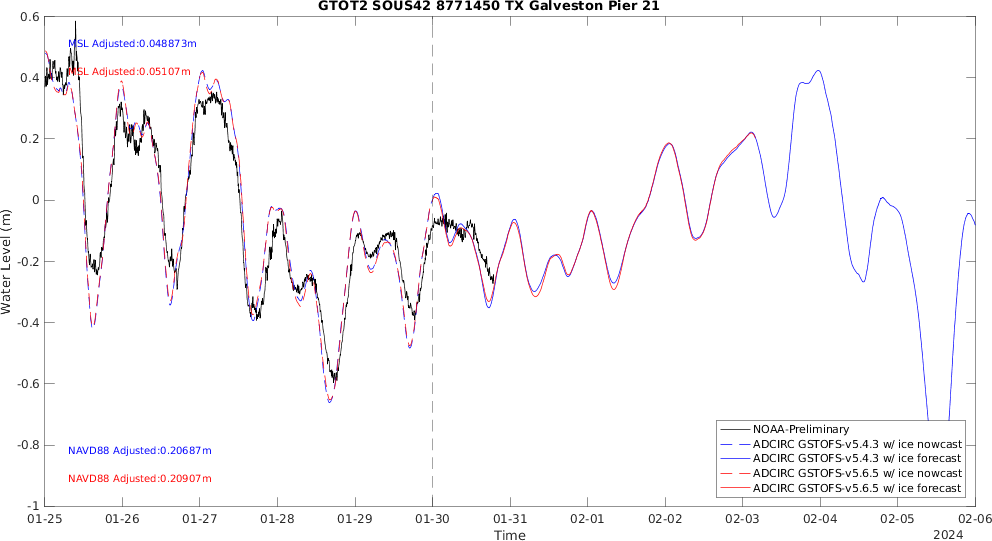 GTOT2 SOUS42 8771450 TX Galveston Pier 21
0.6
0.4
0.2
0
-0.2
-0.4
-0.6
-0.8
-1
Water Level (m)
MSL Adjusted:0.048873m
MSL Adjusted:0.05107m
NAVD88 Adjusted:0.20687m
NAVD88 Adjusted:0.20907m
NOAA-Preliminary
ADCIRC GSTOFS-v5.4.3 w/ ice nowcast
ADCIRC GSTOFS-v5.4.3 w/ ice forecast
ADCIRC GSTOFS-v5.6.5 w/ ice nowcast
ADCIRC GSTOFS-v5.6.5 w/ ice forecast
01-25 01-26 01-27 01-28 01-29 01-30 01-31 02-01 02-02 02-03 02-04 02-05 02-06
Time
2024